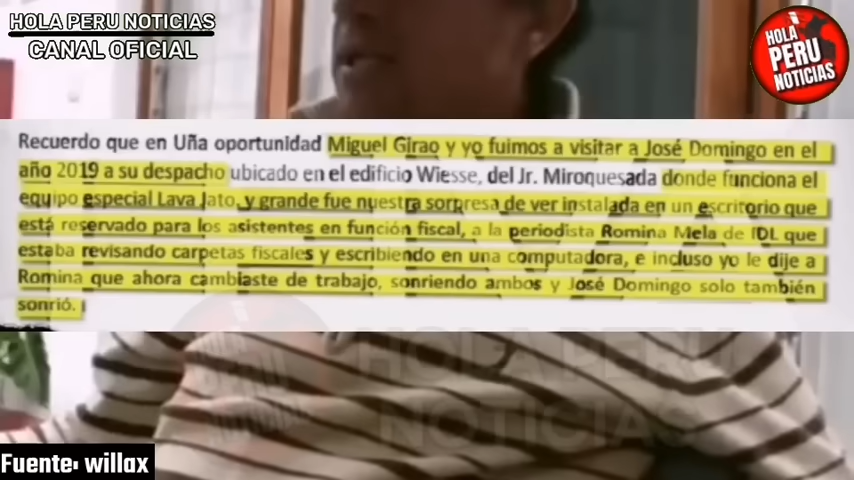 HOLA PERU NOTICIAS
CANAL OFICIAL
HOLA
PERU
NOTICIAS
Recuerdo que en Uña oportunidad Miguel Girao y yo fuimos a visitar a José Domingo en el
año 2019 a su despacho ubicado en el edificio Wiesse, del Jr. Miroquesada donde funciona el
equipo especial Lava Jato, y grande fue nuestra sorpresa de ver instalada en un escritorio que
está reservado para los asistentes en función fiscal, a la periodista Romina Mela de IDL que
estaba revisando carpetas fiscales y escribiendo en una computadora, e incluso yo le dije a
Romina que ahora cambiaste de trabajo, sonriendo ambos y José Domingo solo también
sonrió.
HOLA PERU
NOTICIAS
Fuente: willax